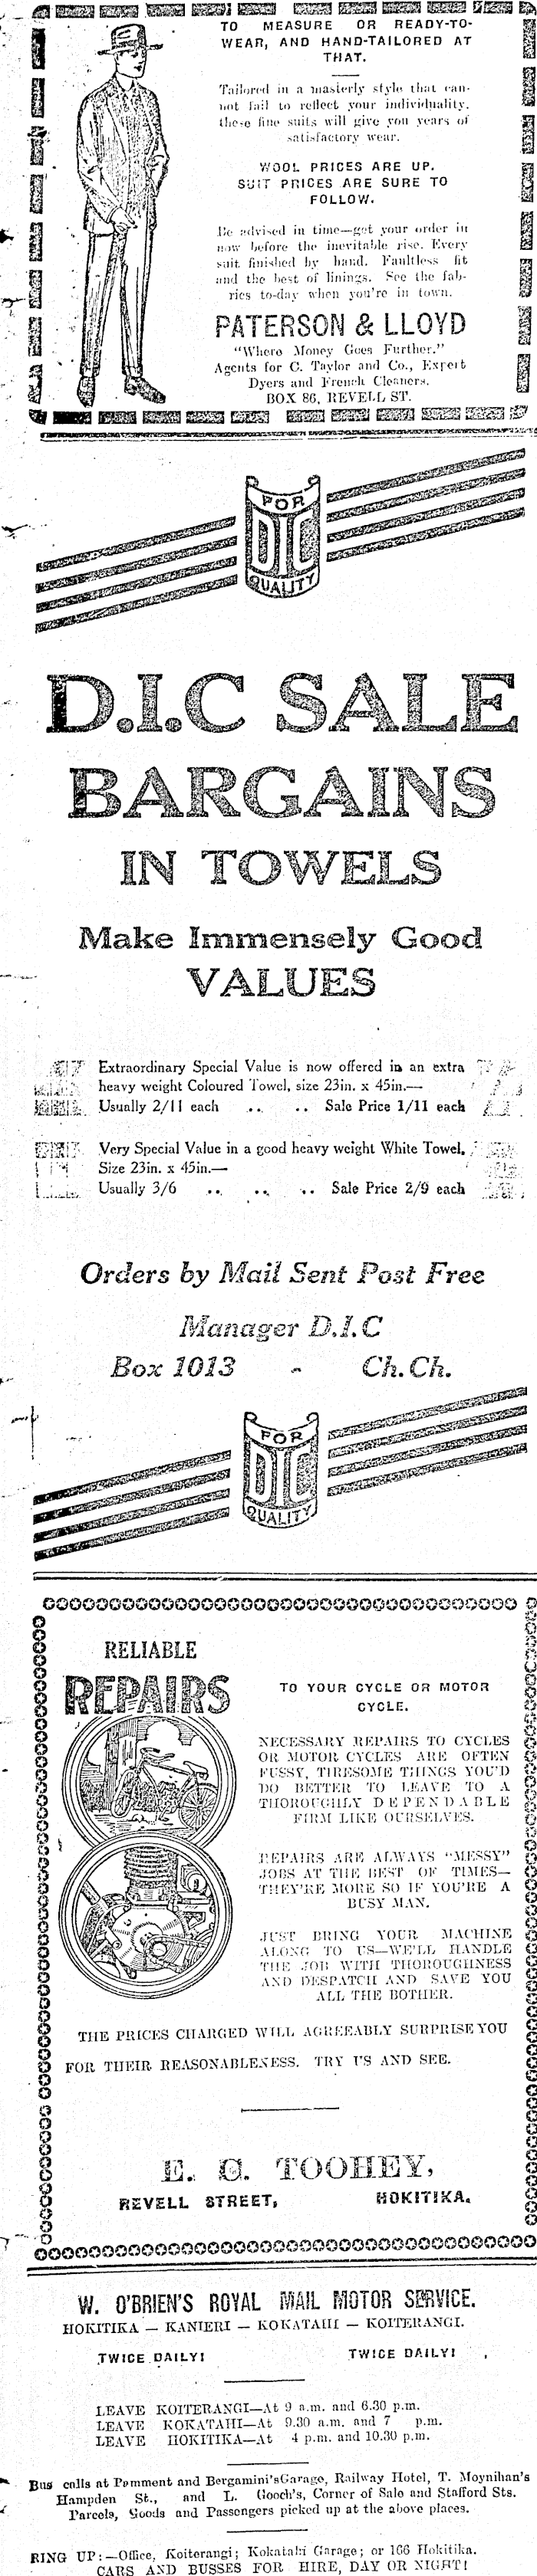 TO MEASURE OR READY-TO-
WEAR, AND HAND-TAILORED AT
THAT.
Tailored in a masterly style that can-
not fail to reflect your individuality,
these fine suits will give you years of
satisfactory wear.
WOOL PRICES ARE UP.
SUIT PRICES ARE SURE TO
FOLLOW.
Be advised in time—get your order in
now before the inevitable rise. Every
suit finished by hand. Faultless fit
and the best of linings. See the fab-
rics to-day when you're in town.
PATERSON & LLOYD
"Where Money Goes Further."
Agents for C. Taylor and Co., Expert
Dyers and French Cleaners.
BOX 86, REVELL ST.
FOR
DIC
QUALITY
D.I.C SALE
BARGAINS
IN TOWELS
Make Immensely Good
VALUES
Extraordinary Special Value is now offered in an extra
heavy weight Coloured Towel, size 23in. x 45in.—
Usually 2/11 each .. .. Sale Price 1/11 each
Very Special Value in a good heavy weight White Towel.
Size 23in. x 45in.—
Usually 3/6 .. .. .. Sale Price 2/9 each
Orders by Mail Sent Post Free
Manager D.I.C
Box 1013 - Ch. Ch.
FOR
DIC
QUALITY
RELIABLE
REPAIRS
TO YOUR CYCLE OR MOTOR
CYCLE.
NECESSARY REPAIRS TO CYCLES
OR MOTOR CYCLES ARE OFTEN
FUSSY, TIRESOME THINGS YOU'D
DO BETTER TO LEAVE TO A
THOROUGHLY DEPENDABLE
FIRM LIKE OURSELVES.
REPAIRS ARE ALWAYS "MESSY"
JOBS AT THE BEST OF TIMES—
THEY'RE MORE SO IF YOU'RE A
BUSY MAN.
JUST BRING YOUR MACHINE
ALONG TO US—WE'LL HANDLE
THE JOB WITH THOROUGHNESS
AND DESPATCH AND SAVE YOU
ALL THE BOTHER.
THE PRICES CHARGED WILL AGREEABLY SURPRISE YOU
FOR THEIR REASONABLENESS. TRY US AND SEE.
E. G. TOOHEY,
REVELL STREET, HOKITIKA.
W. O'BRIEN'S ROYAL MAIL MOTOR SERVICE.
HOKITIKA — KANIERI — KOKATAHI — KOITERANGI.
TWICE DAILY! TWICE DAILY!
LEAVE KOITERANGI—At 9 a.m. and 6.30 p.m.
LEAVE KOKATAHI—At 9.30 a.m. and 7 p.m.
LEAVE HOKITIKA—At 4 p.m. and 10.30 p.m.
Bus calls at Pemment and Bergamini's Garage, Railway Hotel, T. Moynihan's
Hampden St., and L. Gooch's, Corner of Sale and Stafford Sts.
Parcels, Goods and Passengers picked up at the above places.
RING UP:—Office, Koiterangi; Kokatahi Garage; or 166 Hokitika.
CARS AND BUSSES FOR HIRE, DAY OR NIGHT!